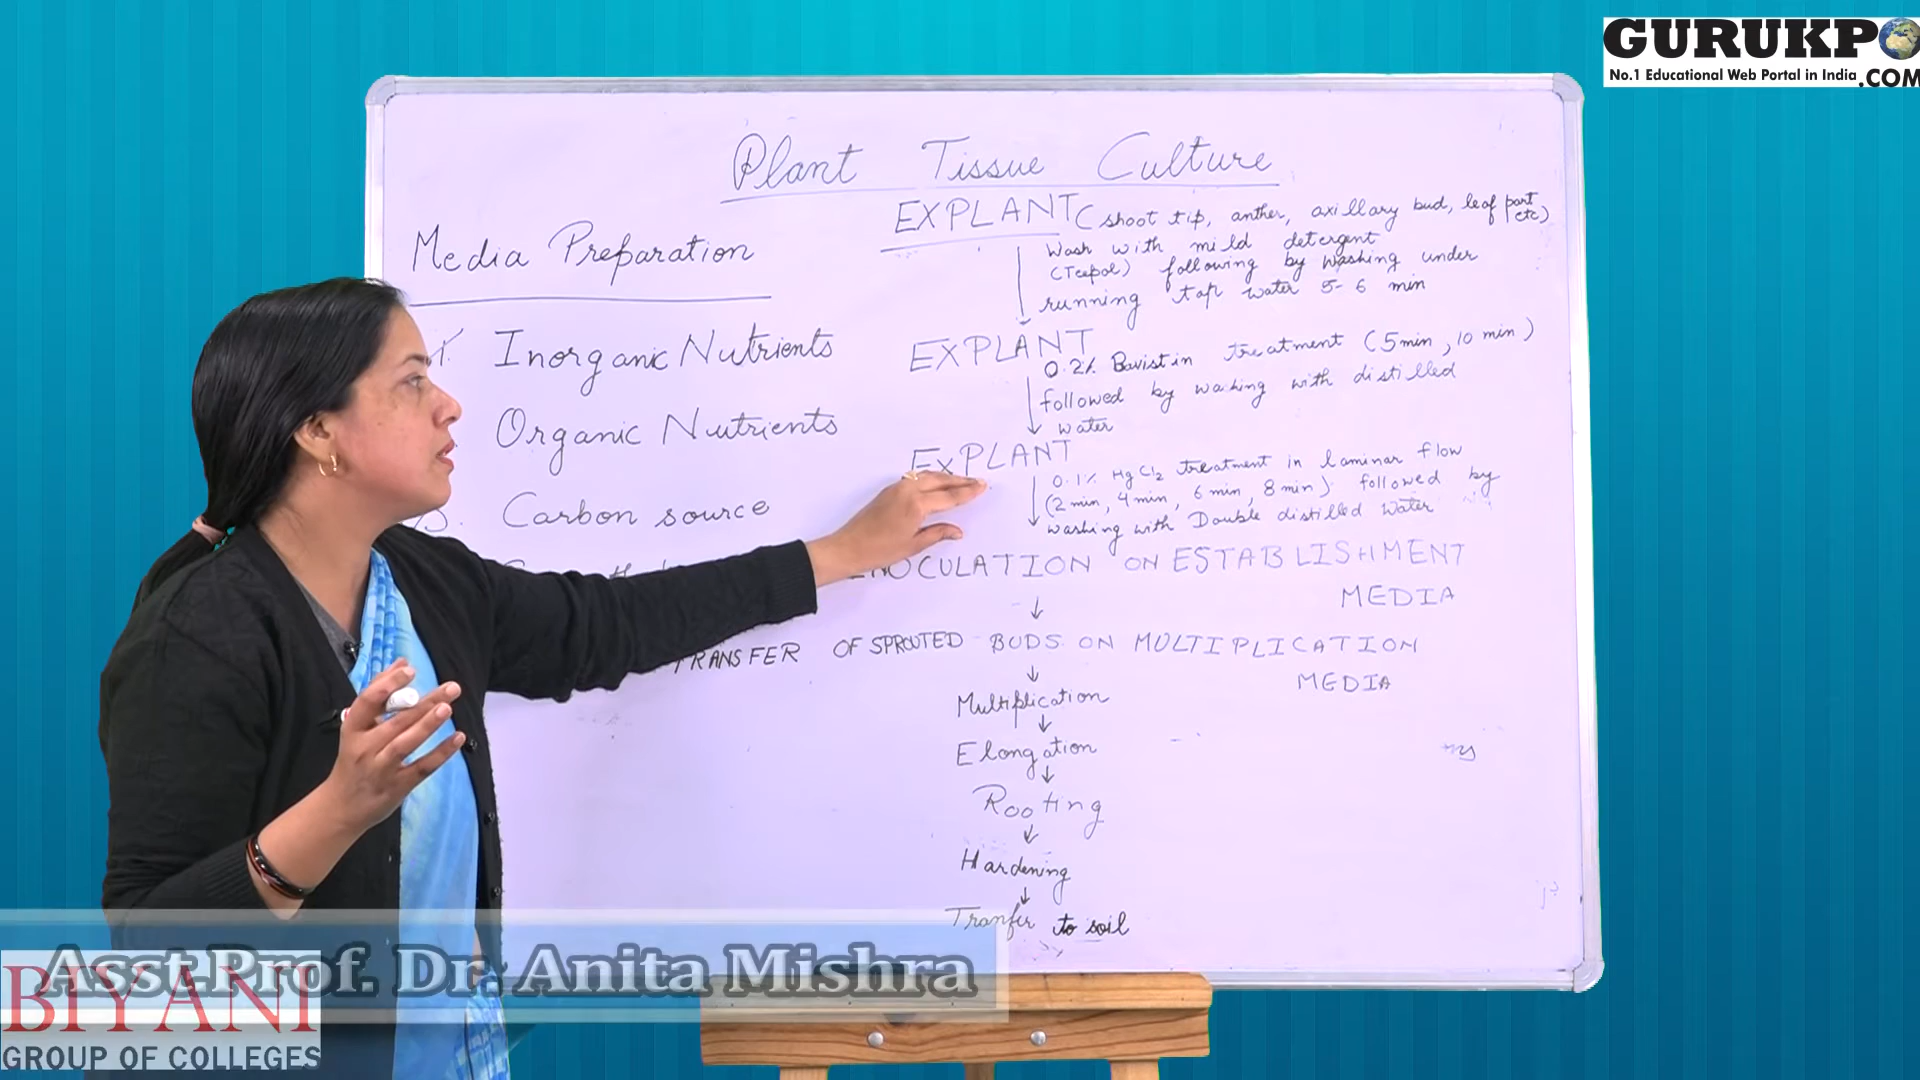 GURUKPO
No.1 Educational Web Portal in India .COM
Plant Tissue Culture
Media Preparation
1. Inorganic Nutrients
Organic Nutrients
3. Carbon source
EXPLANT (shoot tip, anther, axillary bud, leaf part etc)
Wash with mild detergent
(Teepol) following by washing under
running tap water 5-6 min
EXPLANT
0.2% Bavistin treatment (5min, 10 min)
followed by washing with distilled
water
EXPLANT
0.1% HgCl2 treatment in laminar flow
(2 min, 4 min, 6 min, 8 min) followed by
washing with Double distilled Water
INOCULATION ON ESTABLISHMENT
MEDIA
TRANSFER OF SPROUTED BUDS ON MULTIPLICATION
MEDIA
Multiplication
Elongation
Rooting
Hardening
Tranfer to soil
Asst.Prof. Dr. Anita Mishra
BIYANI
GROUP OF COLLEGES